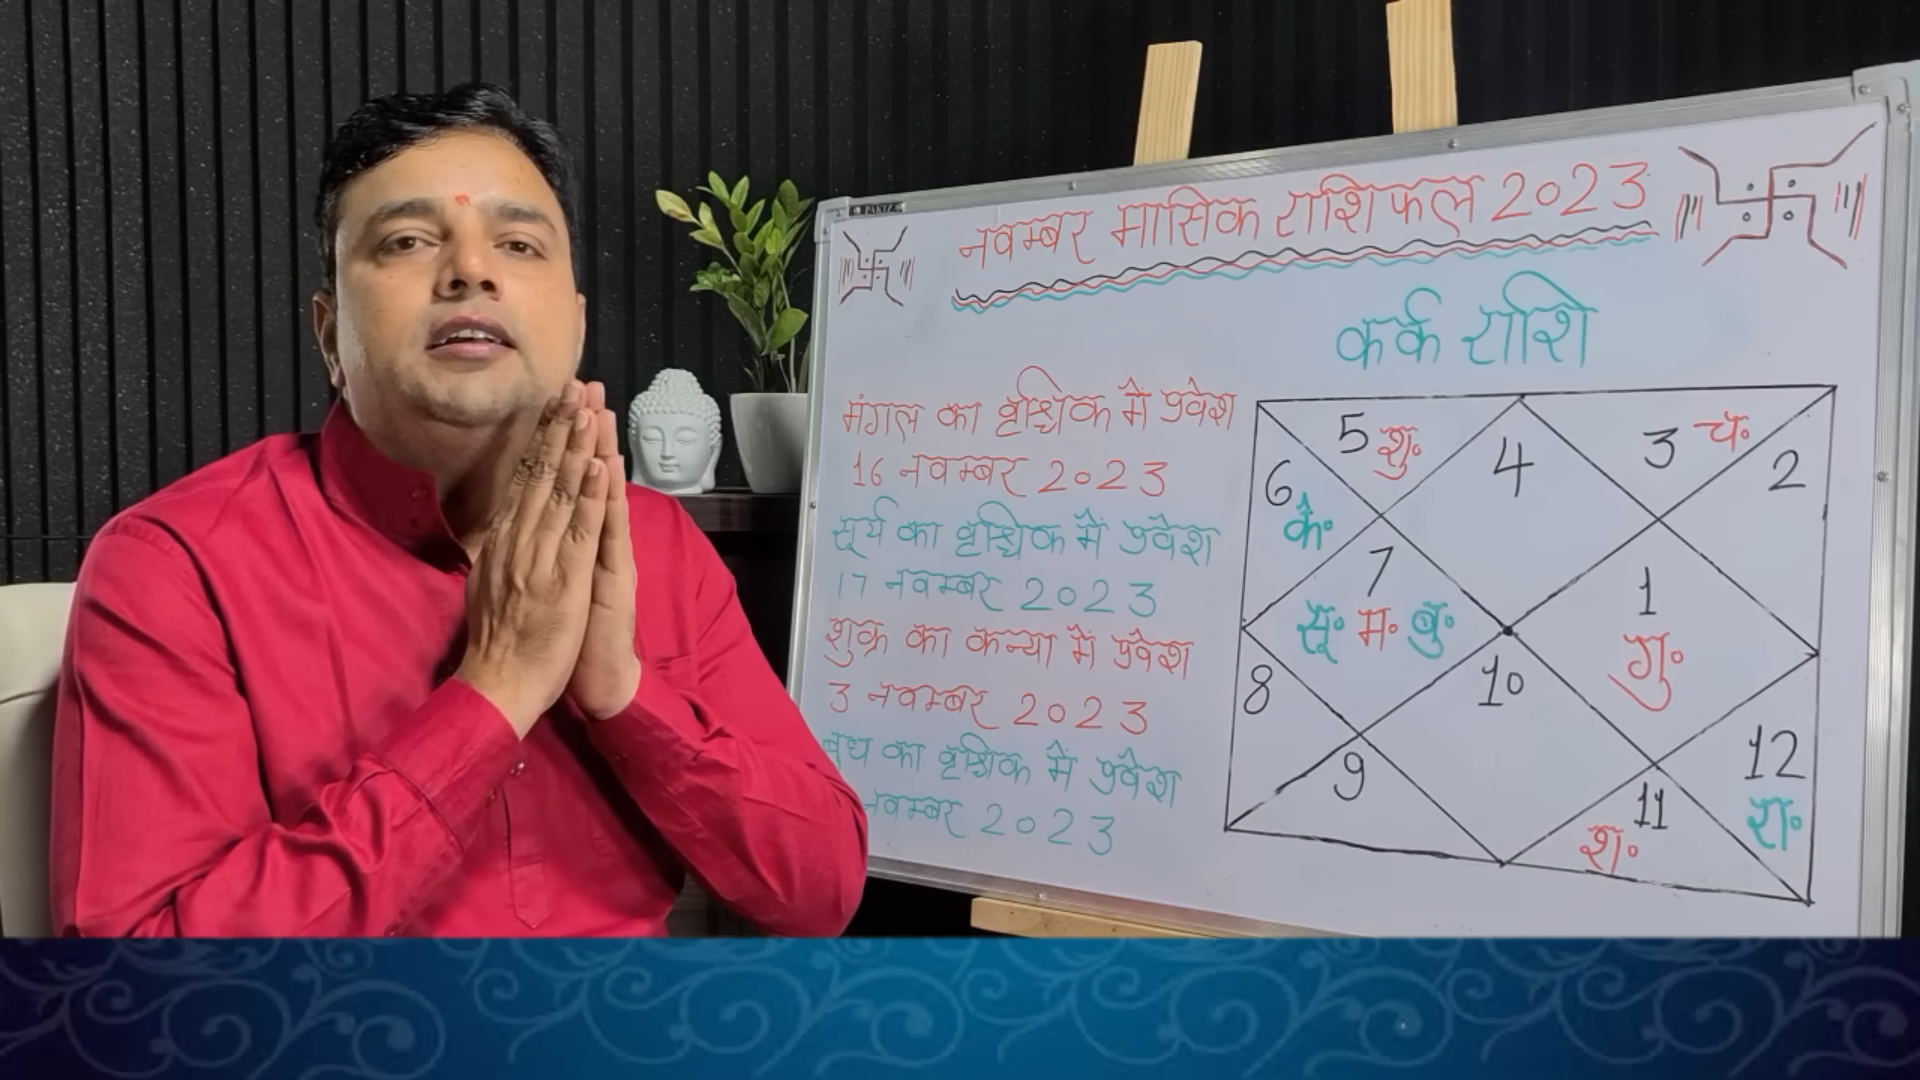 नवम्बर मासिक राशिफल 2023
कर्क राशि
मंगल का वृश्चिक में प्रवेश
16 नवम्बर 2023
सूर्य का वृश्चिक में प्रवेश
17 नवम्बर 2023
शुक्र का कन्या में प्रवेश
3 नवम्बर 2023
बुध का वृश्चिक में प्रवेश
नवम्बर 2023
5 शु॰
4
3 चं॰
2
6
के॰
7
सू॰ मं॰ बु॰
1
गु॰
8
10
9
12
रा॰
11
श॰